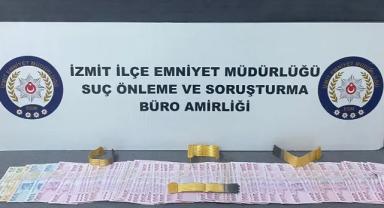 İZMİT İLÇE EMNİYET MÜDÜRLÜĞÜ
SUÇ ÖNLEME VE SORUŞTURMA
BÜRO AMİRLİĞİ